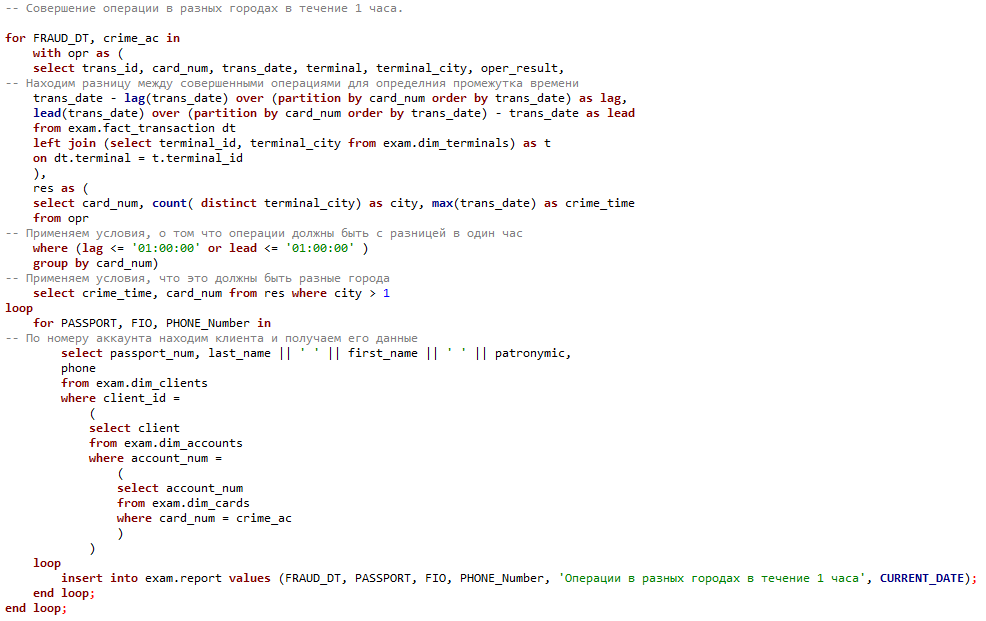 -- Совершение операции в разных городах в течение 1 часа.
for FRAUD_DT, crime_ac in
with opr as (
select trans_id, card_num, trans_date, terminal, terminal_city, oper_result,
-- Находим разницу между совершенными операциями для определния промежутка времени
trans_date - lag(trans_date) over (partition by card_num order by trans_date) as lag,
lead(trans_date) over (partition by card_num order by trans_date) - trans_date as lead
from exam.fact_transaction dt
left join (select terminal_id, terminal_city from exam.dim_terminals) as t
on dt.terminal = t.terminal_id
),
res as (
select card_num, count( distinct terminal_city) as city, max(trans_date) as crime_time
from opr
-- Применяем условия, о том что операции должны быть с разницей в один час
where (lag <= '01:00:00' or lead <= '01:00:00' )
group by card_num)
-- Применяем условия, что это должны быть разные города
select crime_time, card_num from res where city > 1
loop
for PASSPORT, FIO, PHONE_Number in
-- По номеру аккаунта находим клиента и получаем его данные
select passport_num, last_name || ' ' || first_name || ' ' || patronymic,
phone
from exam.dim_clients
where client_id =
(
select client
from exam.dim_accounts
where account_num =
(
select account_num
from exam.dim_cards
where card_num = crime_ac
)
)
loop
insert into exam.report values (FRAUD_DT, PASSPORT, FIO, PHONE_Number, 'Операции в разных городах в течение 1 часа', CURRENT_DATE);
end loop;
end loop;